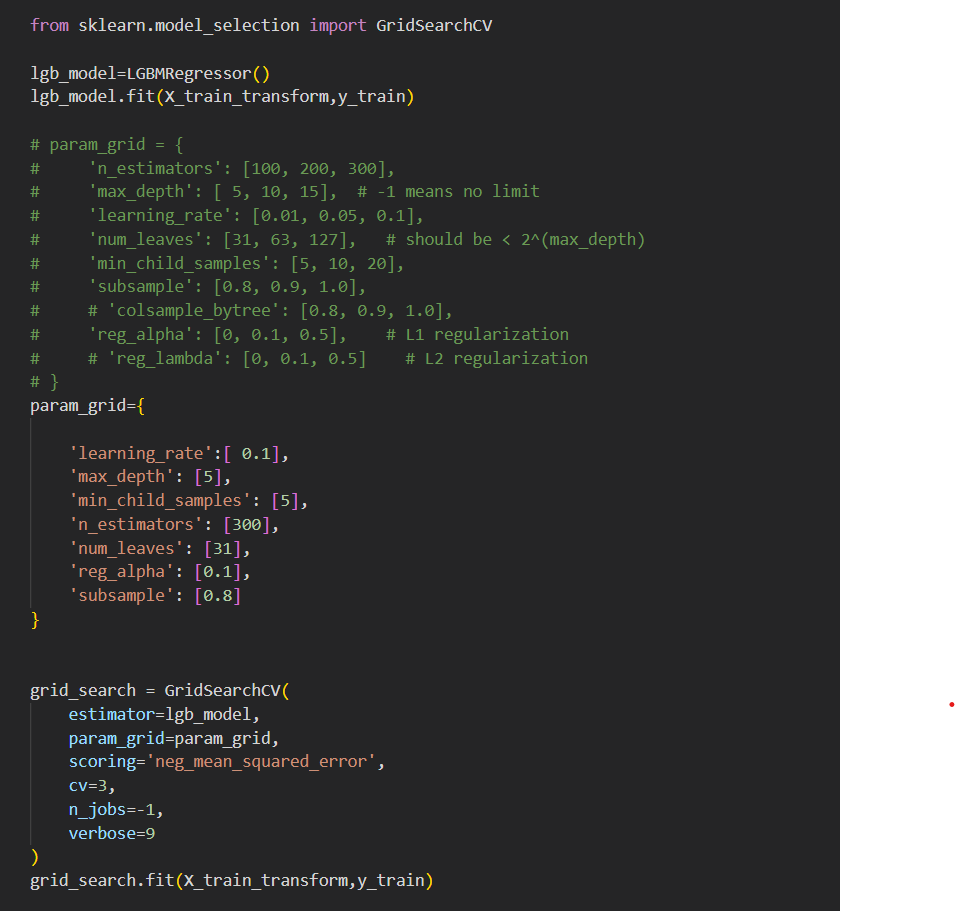 from sklearn.model_selection import GridSearchCV
lgb_model=LGBMRegressor()
lgb_model.fit(X_train_transform,y_train)
# param_grid = {
#     'n_estimators': [100, 200, 300],
#     'max_depth': [ 5, 10, 15],  # -1 means no limit
#     'learning_rate': [0.01, 0.05, 0.1],
#     'num_leaves': [31, 63, 127],   # should be < 2^(max_depth)
#     'min_child_samples': [5, 10, 20],
#     'subsample': [0.8, 0.9, 1.0],
#     # 'colsample_bytree': [0.8, 0.9, 1.0],
#     'reg_alpha': [0, 0.1, 0.5],    # L1 regularization
#     # 'reg_lambda': [0, 0.1, 0.5]    # L2 regularization
# }
param_grid={
    'learning_rate':[ 0.1],
    'max_depth': [5],
    'min_child_samples': [5],
    'n_estimators': [300],
    'num_leaves': [31],
    'reg_alpha': [0.1],
    'subsample': [0.8]
}
grid_search = GridSearchCV(
    estimator=lgb_model,
    param_grid=param_grid,
    scoring='neg_mean_squared_error',
    cv=3,
    n_jobs=-1,
    verbose=9
)
grid_search.fit(X_train_transform,y_train)